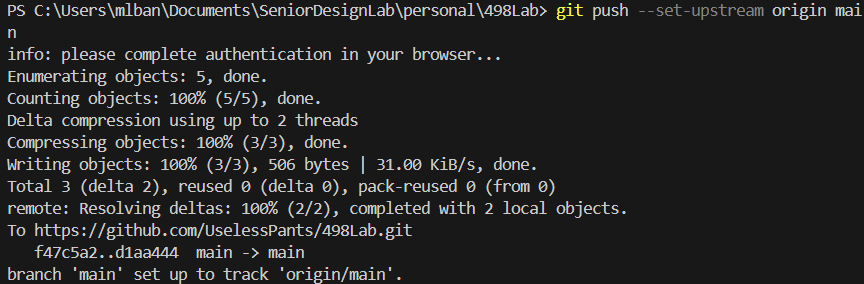 PS C:\Users\mlban\Documents\SeniorDesignLab\personal\498Lab> git push --set-upstream origin mai
n
info: please complete authentication in your browser...
Enumerating objects: 5, done.
Counting objects: 100% (5/5), done.
Delta compression using up to 2 threads
Compressing objects: 100% (3/3), done.
Writing objects: 100% (3/3), 506 bytes | 31.00 KiB/s, done.
Total 3 (delta 2), reused 0 (delta 0), pack-reused 0 (from 0)
remote: Resolving deltas: 100% (2/2), completed with 2 local objects.
To https://github.com/UselessPants/498Lab.git
   f47c5a2..d1aa444  main -> main
branch 'main' set up to track 'origin/main'.